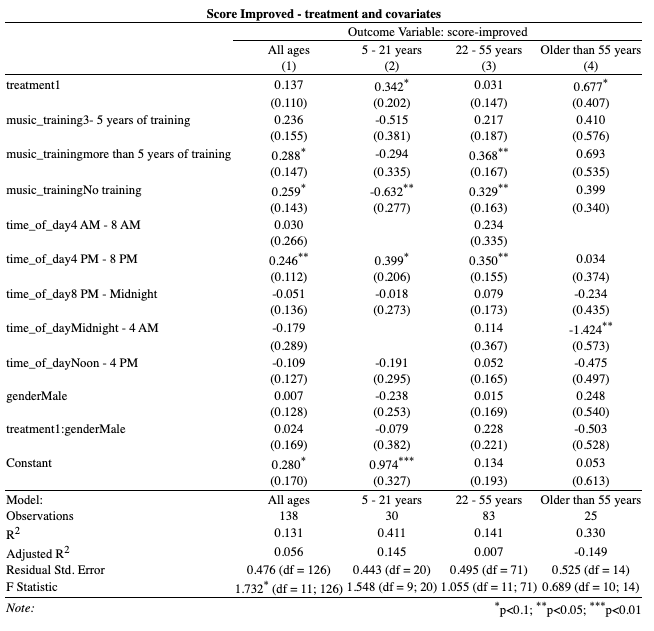 Score Improved - treatment and covariates
Outcome Variable: score-improved
All ages 5 - 21 years 22 - 55 years Older than 55 years
(1) (2) (3) (4)
treatment1 0.137 0.342* 0.031 0.677*
(0.110) (0.202) (0.147) (0.407)
music_training3- 5 years of training 0.236 -0.515 0.217 0.410
(0.155) (0.381) (0.187) (0.576)
music_trainingmore than 5 years of training 0.288* -0.294 0.368** 0.693
(0.147) (0.335) (0.167) (0.535)
music_trainingNo training 0.259* -0.632** 0.329** 0.399
(0.143) (0.277) (0.163) (0.340)
time_of_day4 AM - 8 AM 0.030 0.234
(0.266) (0.335)
time_of_day4 PM - 8 PM 0.246** 0.399* 0.350** 0.034
(0.112) (0.206) (0.155) (0.374)
time_of_day8 PM - Midnight -0.051 -0.018 0.079 -0.234
(0.136) (0.273) (0.173) (0.435)
time_of_dayMidnight - 4 AM -0.179 0.114 -1.424**
(0.289) (0.367) (0.573)
time_of_dayNoon - 4 PM -0.109 -0.191 0.052 -0.475
(0.127) (0.295) (0.165) (0.497)
genderMale 0.007 -0.238 0.015 0.248
(0.128) (0.253) (0.169) (0.540)
treatment1:genderMale 0.024 -0.079 0.228 -0.503
(0.169) (0.382) (0.221) (0.528)
Constant 0.280* 0.974*** 0.134 0.053
(0.170) (0.327) (0.193) (0.613)
Model: All ages 5 - 21 years 22 - 55 years Older than 55 years
Observations 138 30 83 25
R2 0.131 0.411 0.141 0.330
Adjusted R2 0.056 0.145 0.007 -0.149
Residual Std. Error 0.476 (df = 126) 0.443 (df = 20) 0.495 (df = 71) 0.525 (df = 14)
F Statistic 1.732* (df = 11; 126) 1.548 (df = 9; 20) 1.055 (df = 11; 71) 0.689 (df = 10; 14)
Note: *p<0.1; **p<0.05; ***p<0.01